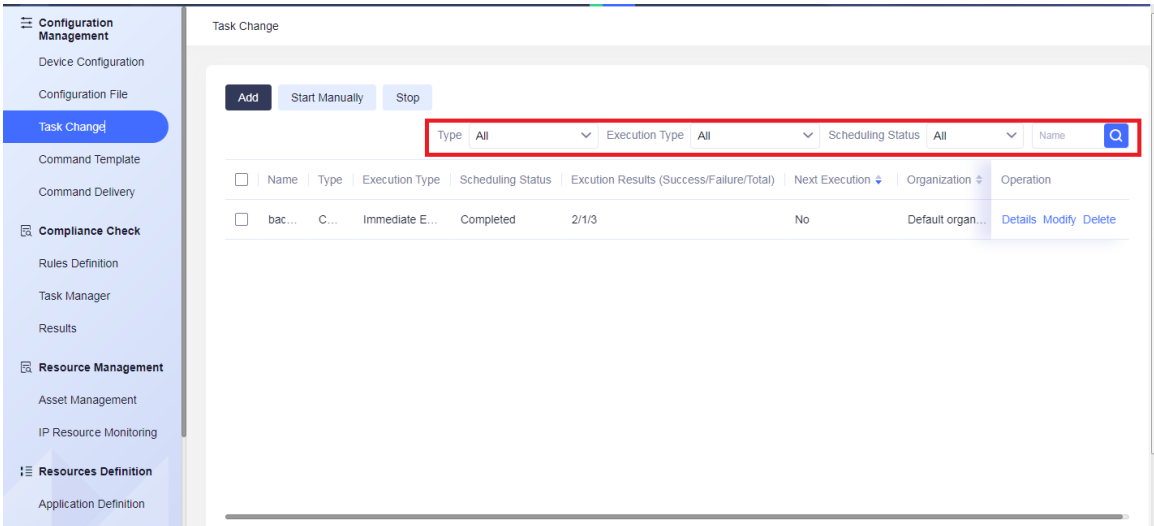 Configuration
Management
Device Configuration
Configuration File
Task Change
Command Template
Command Delivery
Compliance Check
Rules Definition
Task Manager
Results
Resource Management
Asset Management
IP Resource Monitoring
Resources Definition
Application Definition
Task Change
Add Start Manually Stop
Type All Execution Type All Scheduling Status All Name
Name Type Execution Type Scheduling Status Excution Results (Success/Failure/Total) Next Execution Organization Operation
bac... C... Immediate E... Completed 2/1/3 No Default organ... Details Modify Delete